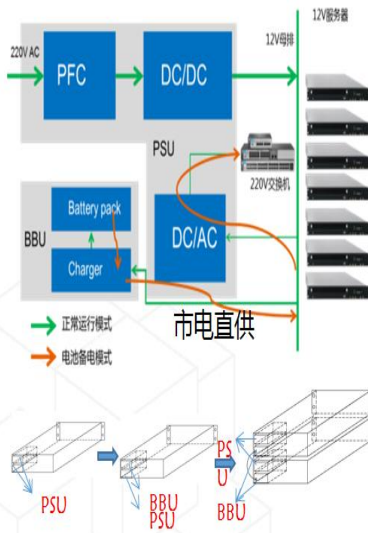 12V服务器
12V母排
220V AC
PFC
DC/DC
PSU
220V交换机
Battery pack
BBU
DC/AC
Charger
正常运行模式
市电直供
电池备电模式
PS
U
PSU
BBU
PSU
BBU